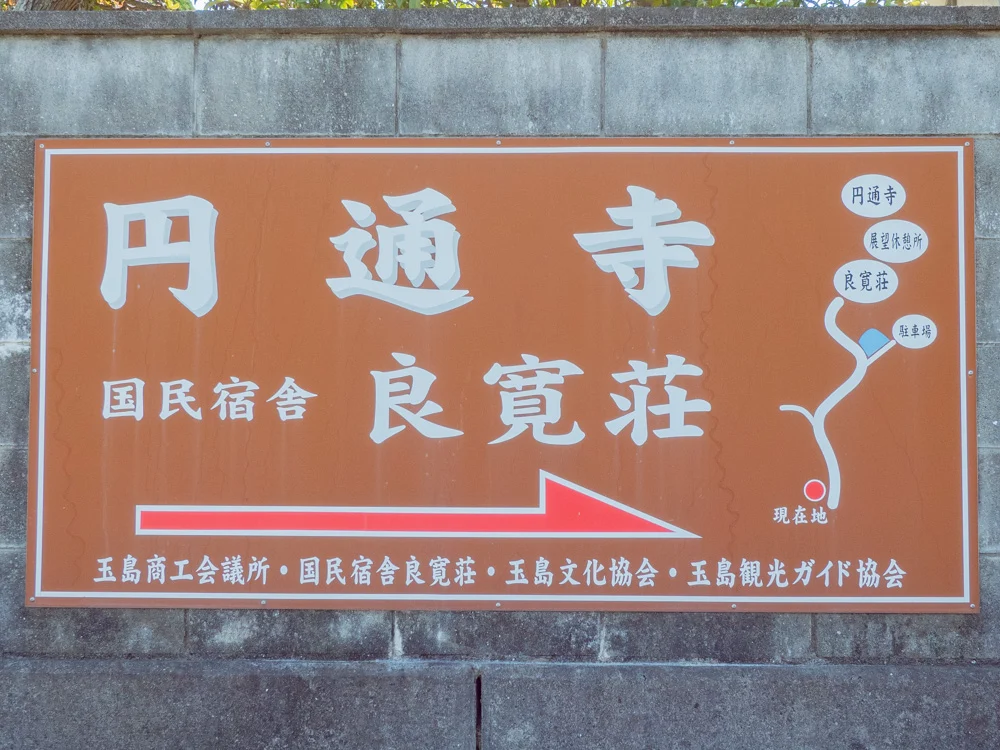 円通寺
国民宿舎 良寛荘
玉島商工会議所・国民宿舎良寛荘・玉島文化協会・玉島観光ガイド協会
円通寺
展望休憩所
良寛荘
駐車場
現在地